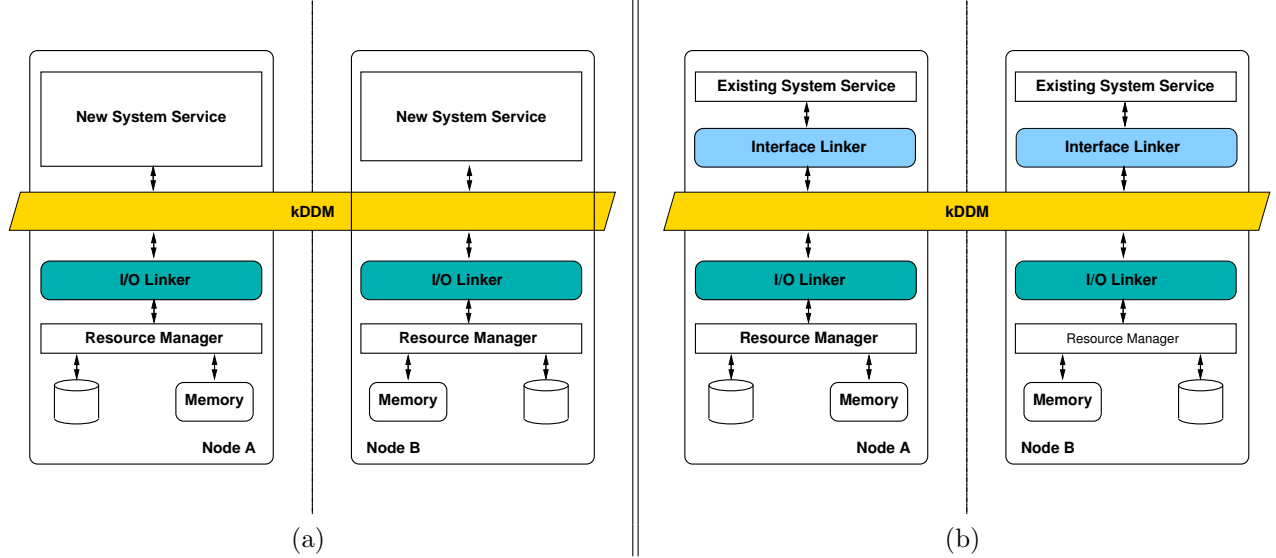 New System Service
New System Service
kDDM
I/O Linker
I/O Linker
Resource Manager
Resource Manager
Memory
Memory
Node A
Node B
(a)
Existing System Service
Existing System Service
Interface Linker
Interface Linker
kDDM
I/O Linker
I/O Linker
Resource Manager
Resource Manager
Memory
Memory
Node A
Node B
(b)